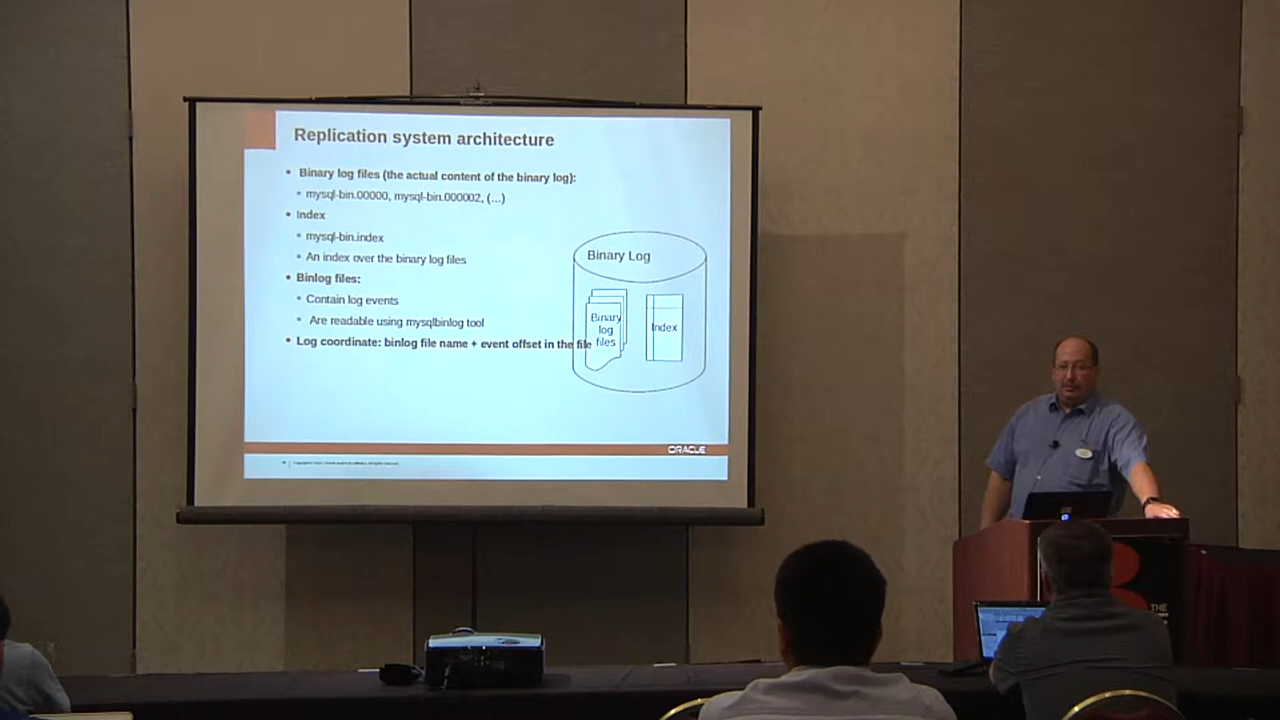 Replication system architecture
Binary log files (the actual content of the binary log):
mysql-bin.00000, mysql-bin.000002, (...)
Index
mysql-bin.index
An index over the binary log files
Binlog files:
Contain log events
Are readable using mysqlbinlog tool
Log coordinate: binlog file name + event offset in the file
Binary Log
Binary
log
files
Index
ORACLE
THE